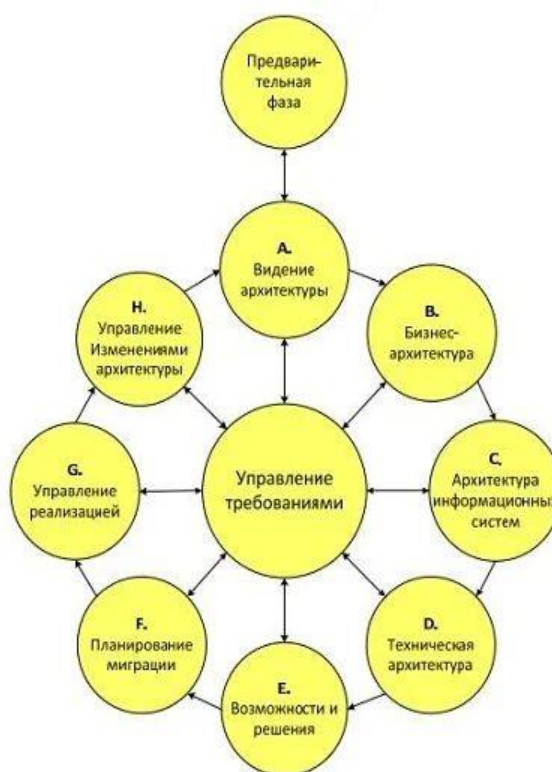 Предвари-
тельная
фаза
A.
Видение
архитектуры
B.
Бизнес-
архитектура
C.
Архитектура
информационных
систем
D.
Техническая
архитектура
E.
Возможности и
решения
F.
Планирование
миграции
G.
Управление
реализацией
H.
Управление
Изменениями
архитектуры
Управление
требованиями